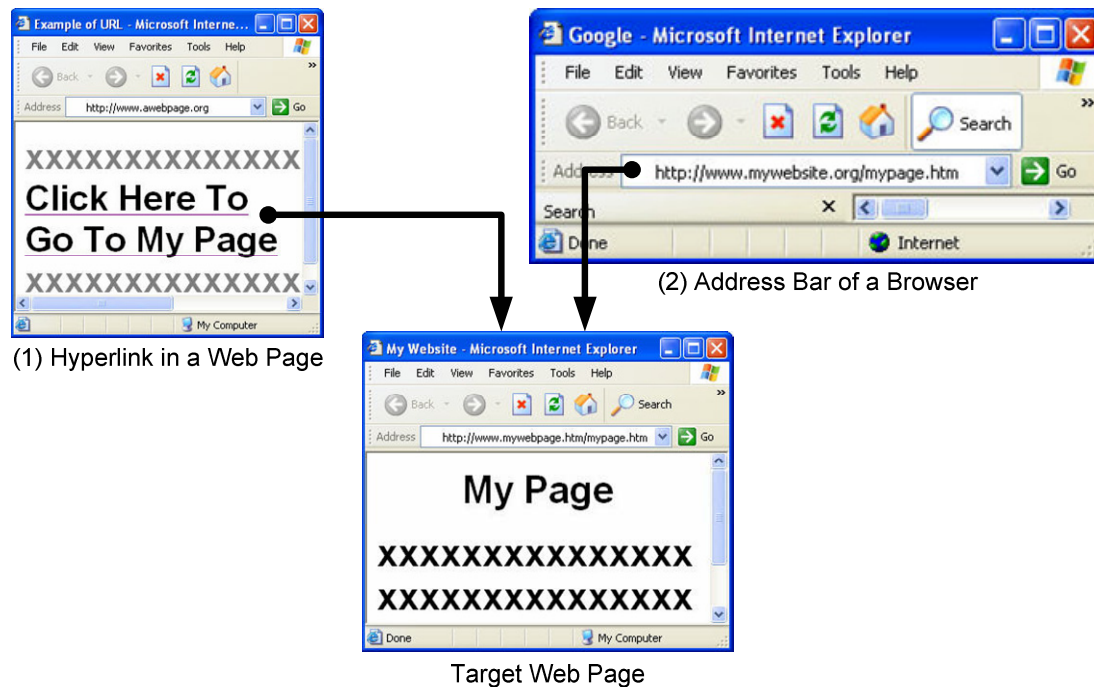 Example of URL - Microsoft Interne...
File Edit View Favorites Tools Help
Back
Address http://www.awebpage.org Go
XXXXXXXXXXXXXX
Click Here To
Go To My Page
XXXXXXXXXXXXXX
My Computer
(1) Hyperlink in a Web Page
Google - Microsoft Internet Explorer
File Edit View Favorites Tools Help
Back Search
Address http://www.mywebsite.org/mypage.htm Go
Search
Done Internet
(2) Address Bar of a Browser
My Website - Microsoft Internet Explorer
File Edit View Favorites Tools Help
Back Search
Address http://www.mywebpage.htm/mypage.htm Go
My Page
XXXXXXXXXXXXXXX
XXXXXXXXXXXXXXX
Done My Computer
Target Web Page